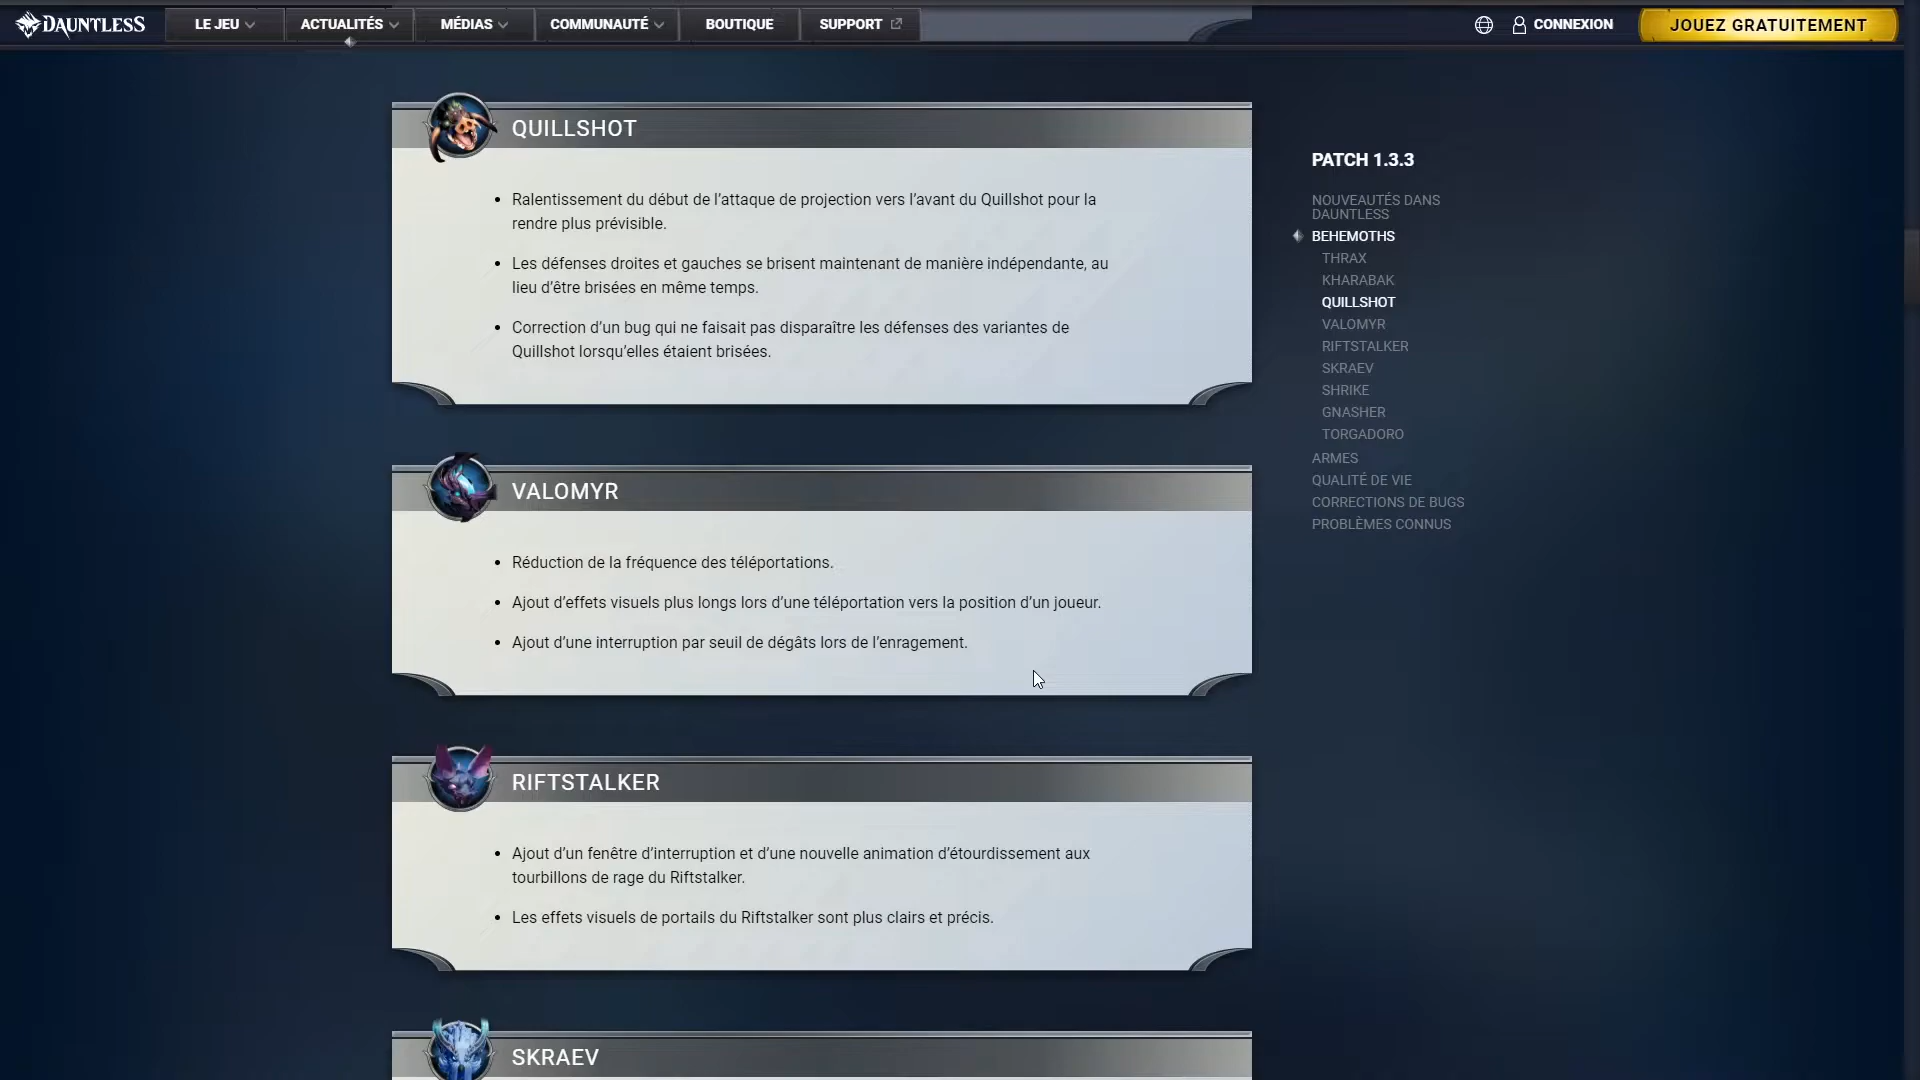 DAUNTLESS
LE JEU
ACTUALITÉS
MÉDIAS
COMMUNAUTÉ
BOUTIQUE
SUPPORT
CONNEXION
JOUEZ GRATUITEMENT
QUILLSHOT
• Ralentissement du début de l’attaque de projection vers l’avant du Quillshot pour la
rendre plus prévisible.
• Les défenses droites et gauches se brisent maintenant de manière indépendante, au
lieu d’être brisées en même temps.
• Correction d’un bug qui ne faisait pas disparaître les défenses des variantes de
Quillshot lorsqu’elles étaient brisées.
VALOMYR
• Réduction de la fréquence des téléportations.
• Ajout d’effets visuels plus longs lors d’une téléportation vers la position d’un joueur.
• Ajout d’une interruption par seuil de dégâts lors de l’enragement.
RIFTSTALKER
• Ajout d’un fenêtre d’interruption et d’une nouvelle animation d’étourdissement aux
tourbillons de rage du Riftstalker.
• Les effets visuels de portails du Riftstalker sont plus clairs et précis.
SKRAEV
PATCH 1.3.3
NOUVEAUTÉS DANS
DAUNTLESS
BEHEMOTHS
THRAX
KHARABAK
QUILLSHOT
VALOMYR
RIFTSTALKER
SKRAEV
SHRIKE
GNASHER
TORGADORO
ARMES
QUALITÉ DE VIE
CORRECTIONS DE BUGS
PROBLÈMES CONNUS